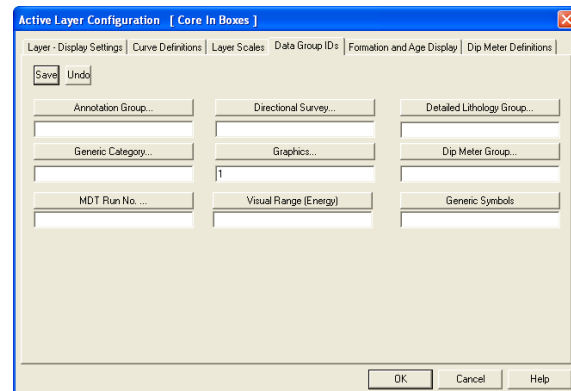 Active Layer Configuration [ Core In Boxes ]
Layer - Display Settings Curve Definitions Layer Scales Data Group IDs Formation and Age Display Dip Meter Definitions
Save Undo
Annotation Group... Directional Survey... Detailed Lithology Group...
Generic Category... Graphics... Dip Meter Group...
1
MDT Run No. ... Visual Range (Energy) Generic Symbols
OK Cancel Help